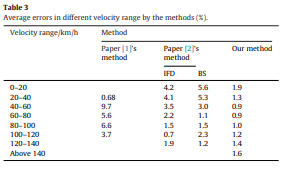 Table 3
Average errors in different velocity range by the methods (%).
Velocity range/km/h Method
Paper [1]'s method Paper [2]'s method Our method
IFD BS
0–20 4.2 5.6 1.9
20–40 0.68 4.1 5.3 1.3
40–60 9.7 3.5 3.0 0.9
60–80 5.6 2.2 1.1 0.9
80–100 6.6 1.5 1.5 1.0
100–120 3.7 0.7 2.3 1.2
120–140 1.9 1.2 1.4
Above 140 1.6